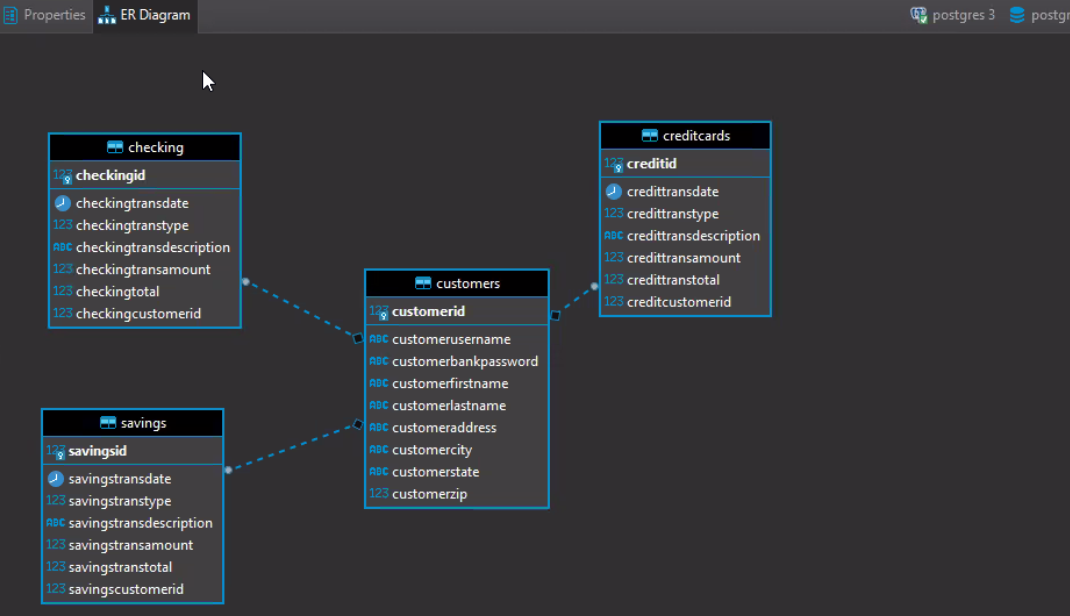 Properties
ER Diagram
postgres 3
checking
123 checkingid
checkingtransdate
123 checkingtranstype
ABC checkingtransdescription
123 checkingtransamount
123 checkingtotal
123 checkingcustomerid
creditcards
123 creditid
credittransdate
123 credittranstype
ABC credittransdescription
123 credittransamount
123 credittranstotal
123 creditcustomerid
customers
123 customerid
ABC customerusername
ABC customerbankpassword
ABC customerfirstname
ABC customerlastname
ABC customeraddress
ABC customercity
ABC customerstate
123 customerzip
savings
123 savingsid
savingstransdate
123 savingstranstype
ABC savingstransdescription
123 savingstransamount
123 savingstranstotal
123 savingscustomerid